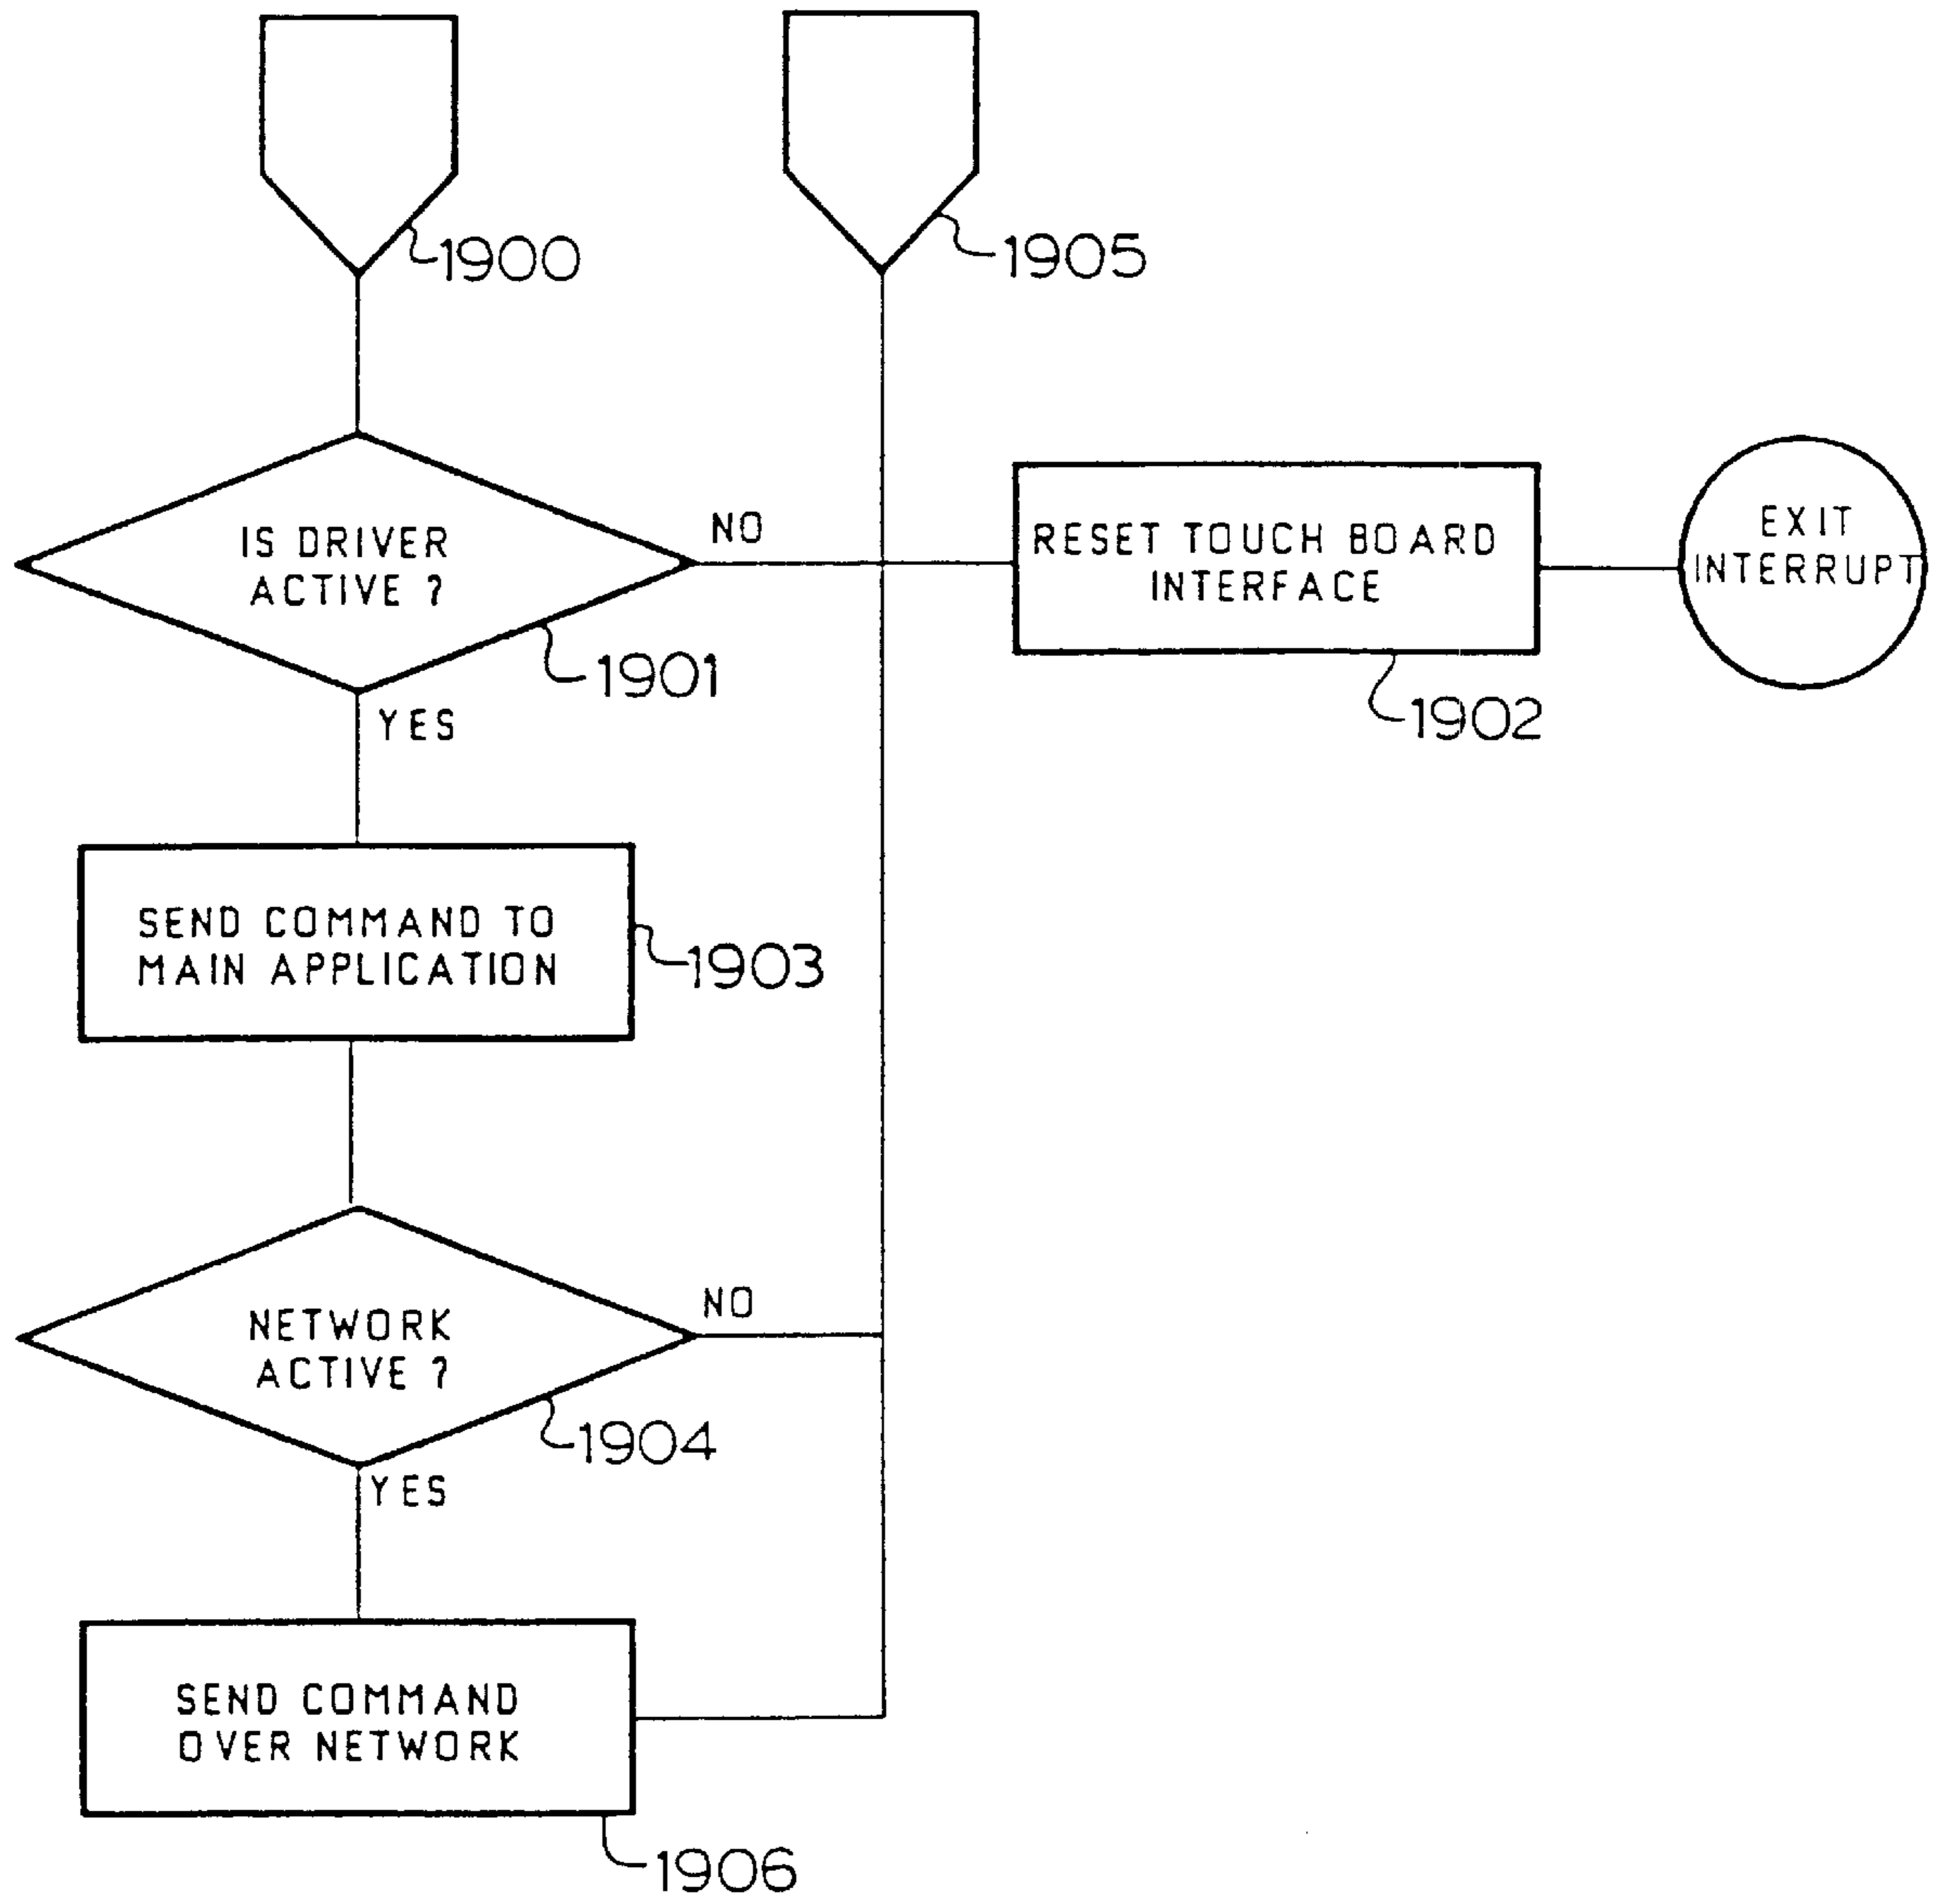 1900
1905
IS DRIVER
ACTIVE ?
NO
1901
YES
RESET TOUCH BOARD
INTERFACE
1902
EXIT
INTERRUPT
SEND COMMAND TO
MAIN APPLICATION
1903
NETWORK
ACTIVE ?
NO
1904
YES
SEND COMMAND
OVER NETWORK
1906